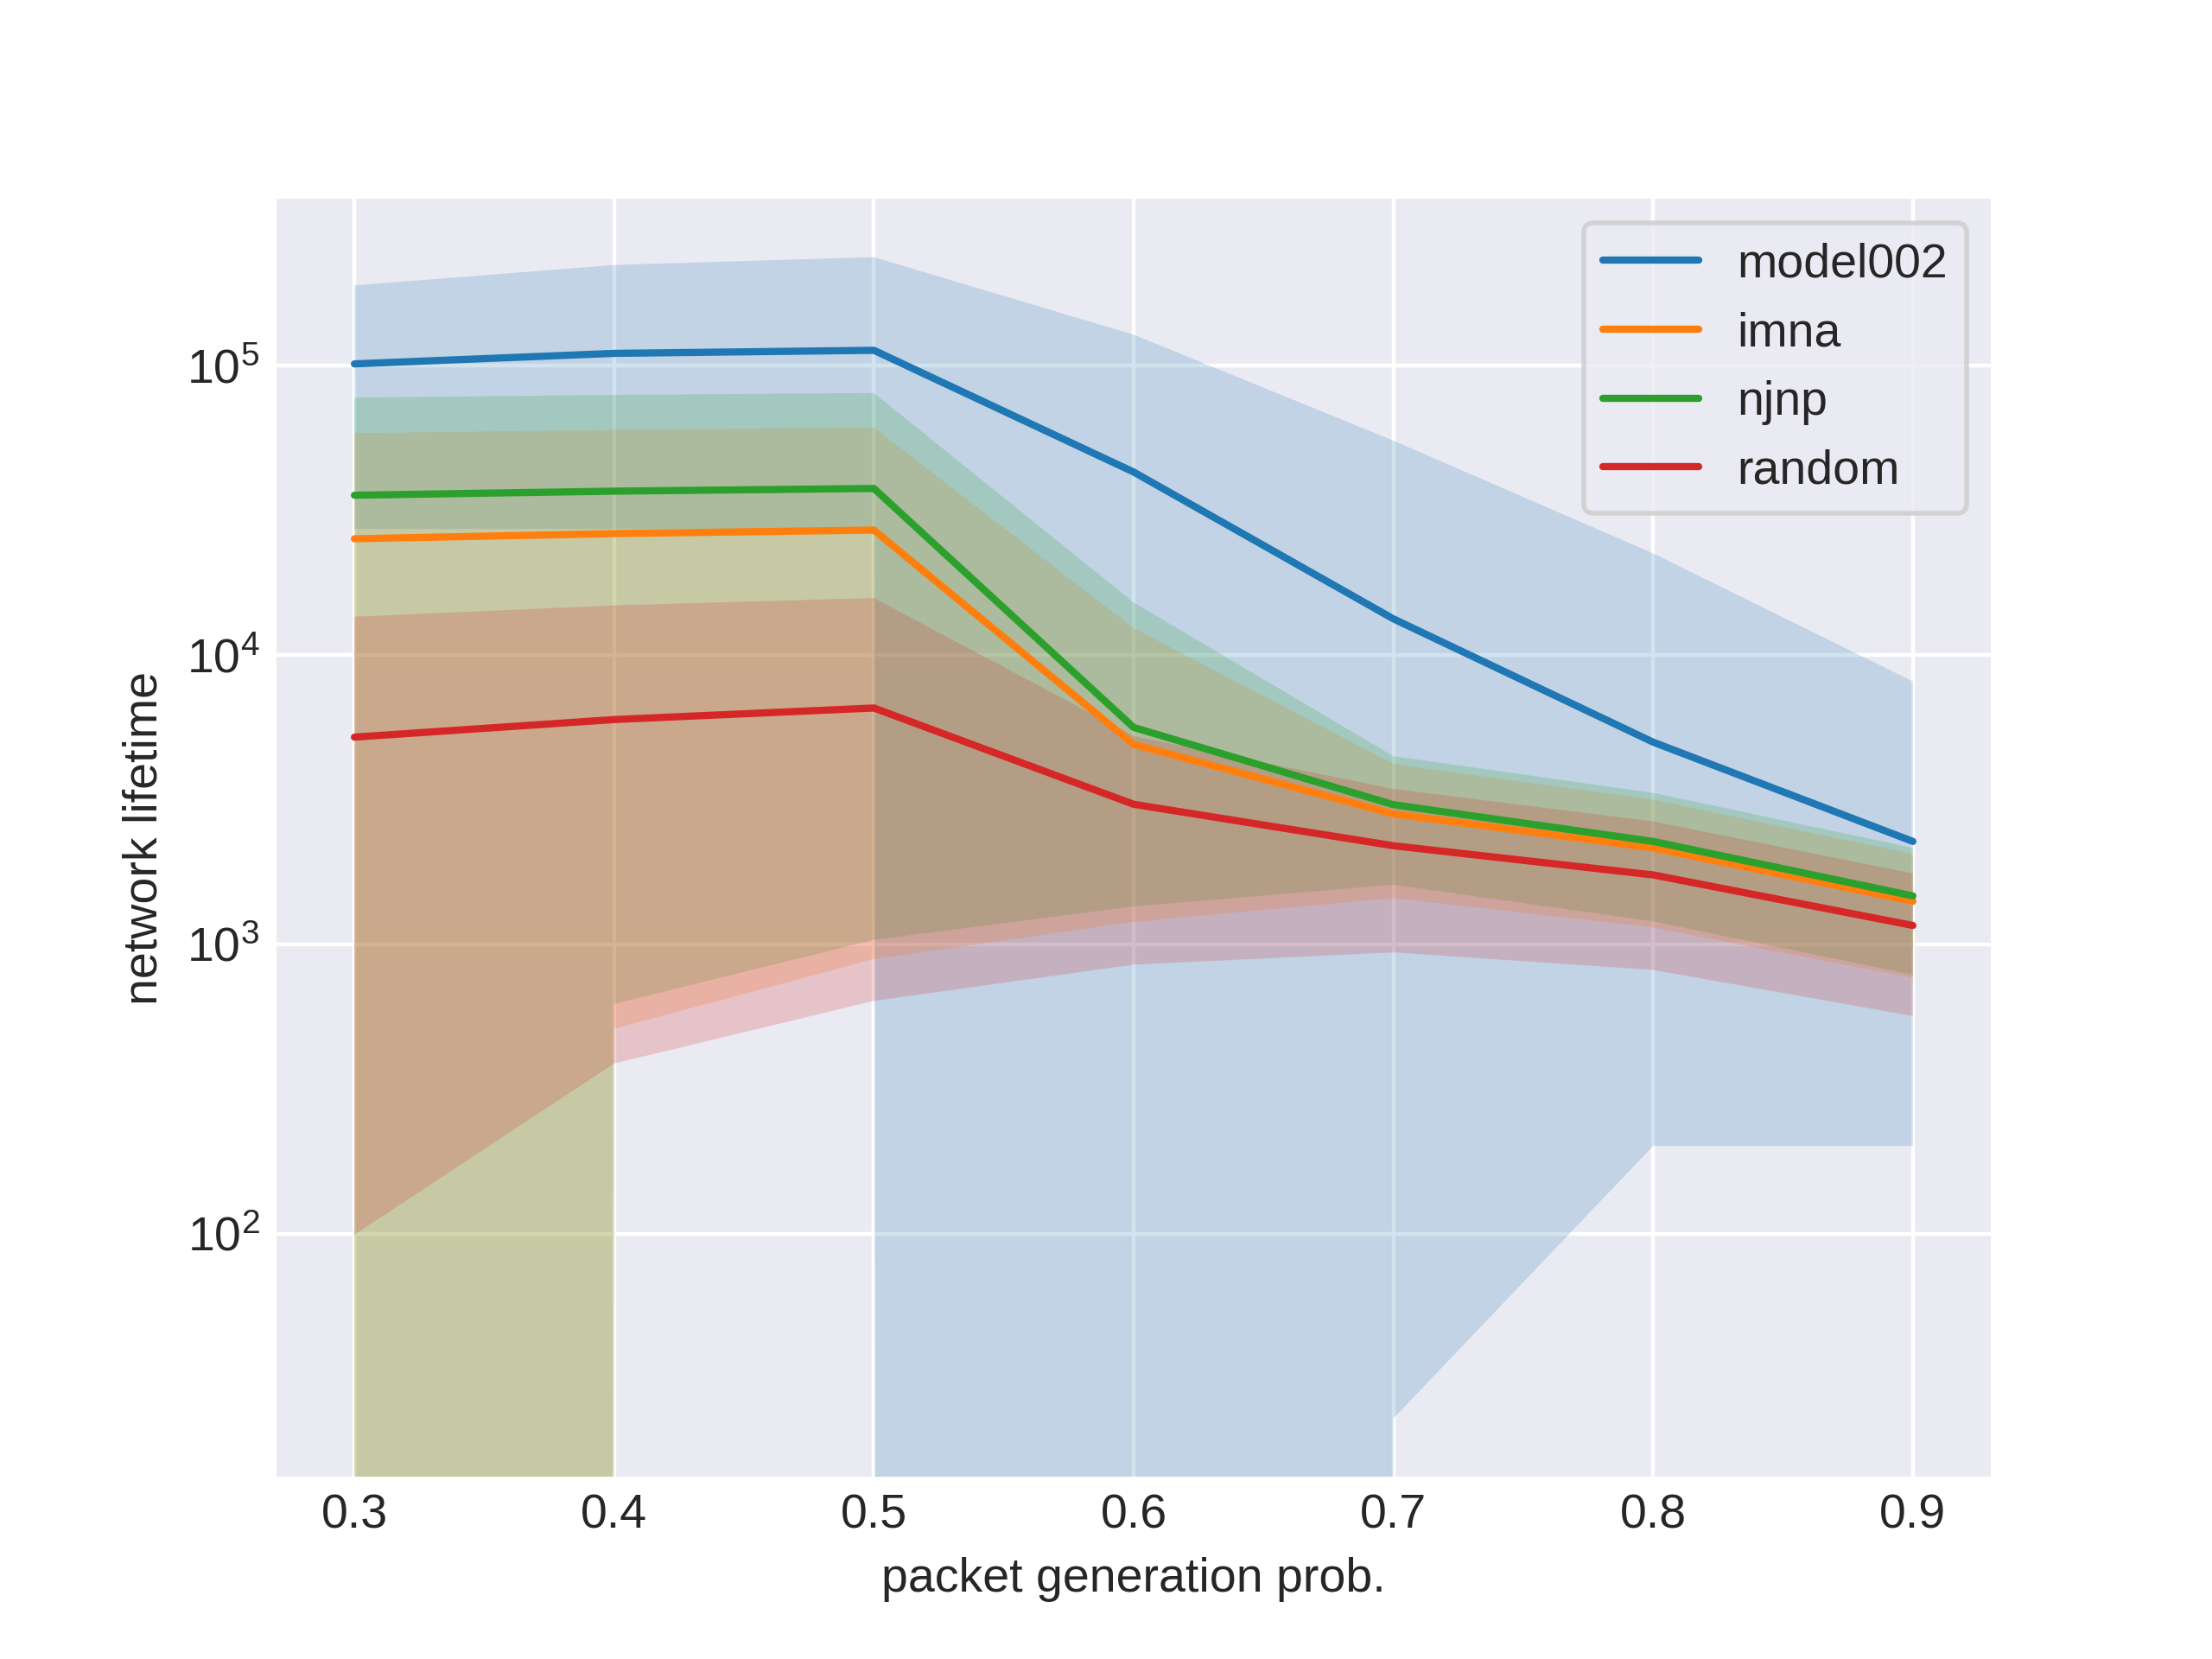 model002
imna
njnp
random
10^5
10^4
10^3
10^2
network lifetime
0.3 0.4 0.5 0.6 0.7 0.8 0.9
packet generation prob.